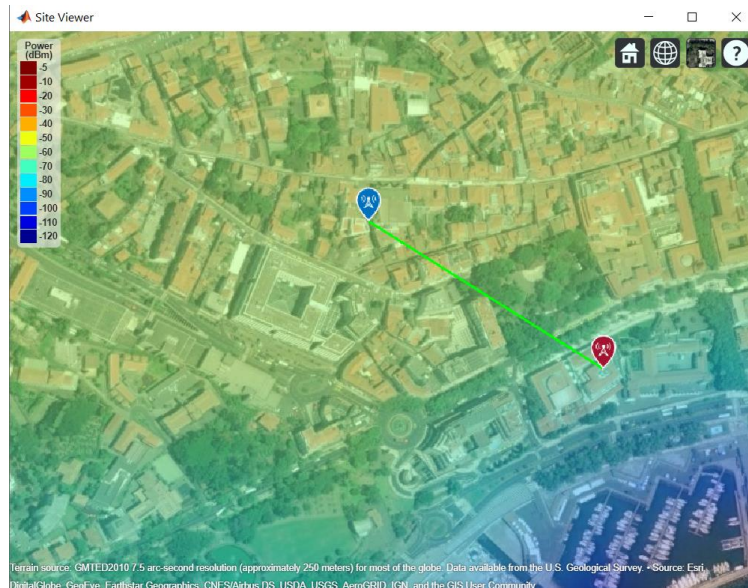 Site Viewer
Power
(dBm)
-5
-10
-20
-30
-40
-50
-60
-70
-80
-90
-100
-110
-120
?
Terrain source: GMTED2010 7.5 arc-second resolution (approximately 250 meters) for most of the globe. Data available from the U.S. Geological Survey. • Source: Esri,
DigitalGlobe, GeoEye, Earthstar Geographics, CNES/Airbus DS, USDA, USGS, AeroGRID, IGN, and the GIS User Community